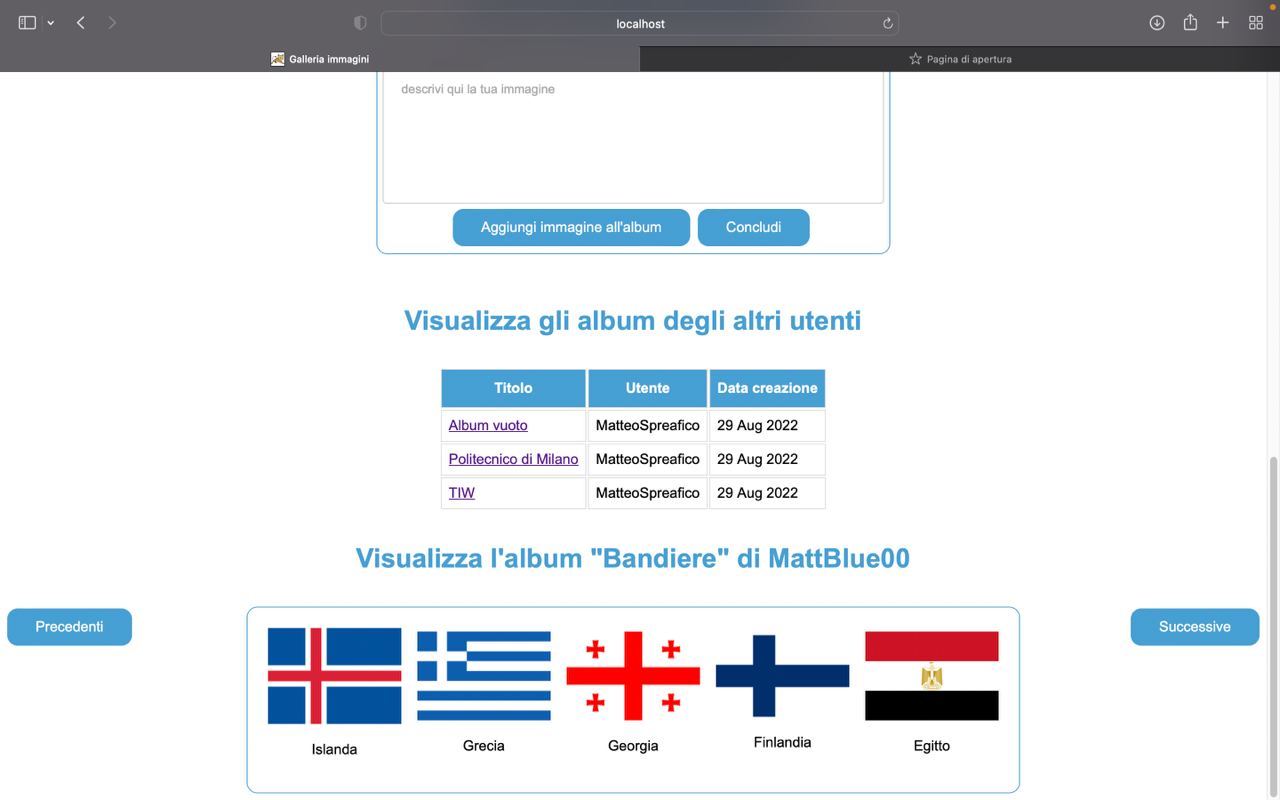 localhost
Galleria immagini
Pagina di apertura
descrivi qui la tua immagine
Aggiungi immagine all'album Concludi
Visualizza gli album degli altri utenti
Titolo Utente Data creazione
Album vuoto MatteoSpreafico 29 Aug 2022
Politecnico di Milano MatteoSpreafico 29 Aug 2022
TIW MatteoSpreafico 29 Aug 2022
Visualizza l'album "Bandiere" di MattBlue00
Precedenti Successive
Islanda Grecia Georgia Finlandia Egitto